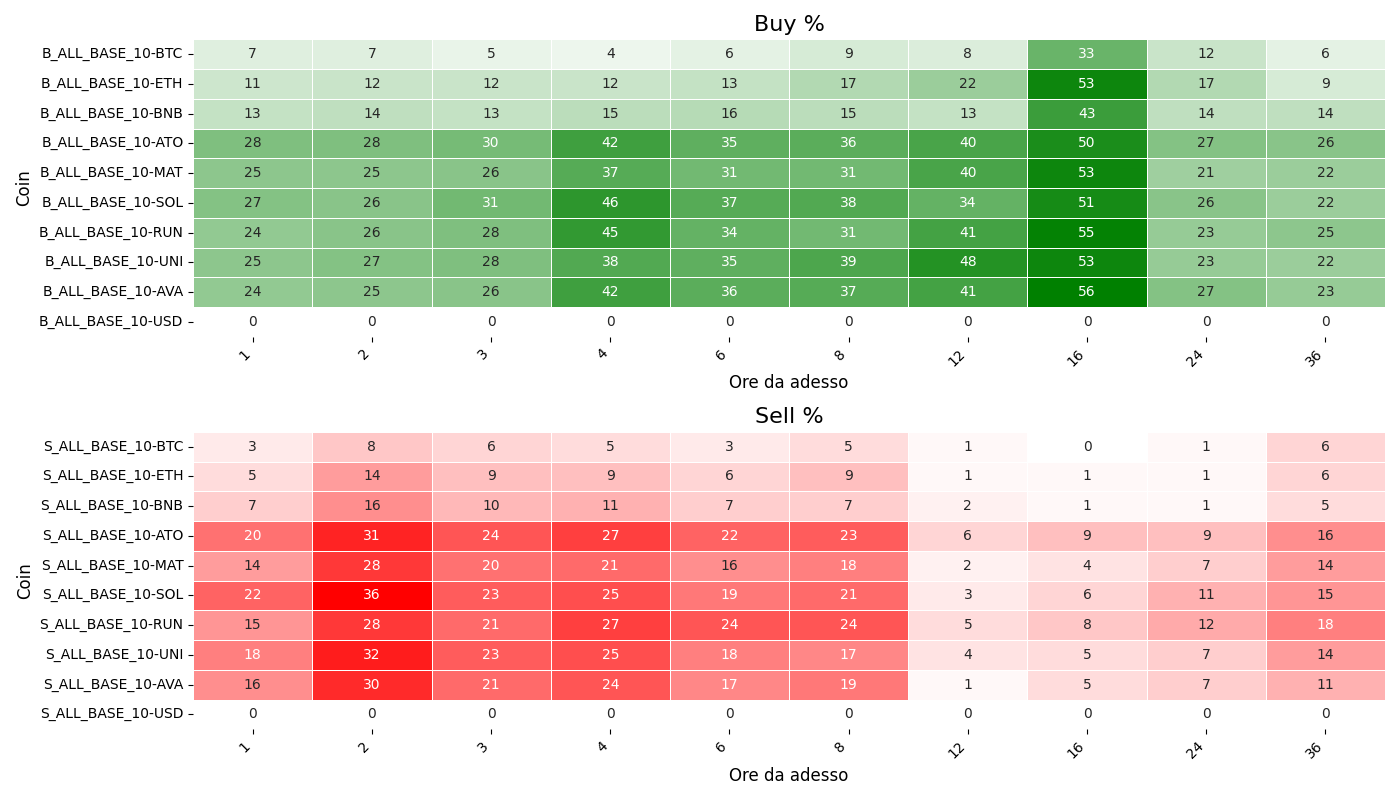 Buy %
Coin
B_ALL_BASE_10-BTC 7 7 5 4 6 9 8 33 12 6
B_ALL_BASE_10-ETH 11 12 12 12 13 17 22 53 17 9
B_ALL_BASE_10-BNB 13 14 13 15 16 15 13 43 14 14
B_ALL_BASE_10-ATO 28 28 30 42 35 36 40 50 27 26
B_ALL_BASE_10-MAT 25 25 26 37 31 31 40 53 21 22
B_ALL_BASE_10-SOL 27 26 31 46 37 38 34 51 26 22
B_ALL_BASE_10-RUN 24 26 28 45 34 31 41 55 23 25
B_ALL_BASE_10-UNI 25 27 28 38 35 39 48 53 23 22
B_ALL_BASE_10-AVA 24 25 26 42 36 37 41 56 27 23
B_ALL_BASE_10-USD 0 0 0 0 0 0 0 0 0 0
1 2 3 4 6 8 12 16 24 36
Ore da adesso
Sell %
Coin
S_ALL_BASE_10-BTC 3 8 6 5 3 5 1 0 1 6
S_ALL_BASE_10-ETH 5 14 9 9 6 9 1 1 1 6
S_ALL_BASE_10-BNB 7 16 10 11 7 7 2 1 1 5
S_ALL_BASE_10-ATO 20 31 24 27 22 23 6 9 9 16
S_ALL_BASE_10-MAT 14 28 20 21 16 18 2 4 7 14
S_ALL_BASE_10-SOL 22 36 23 25 19 21 3 6 11 15
S_ALL_BASE_10-RUN 15 28 21 27 24 24 5 8 12 18
S_ALL_BASE_10-UNI 18 32 23 25 18 17 4 5 7 14
S_ALL_BASE_10-AVA 16 30 21 24 17 19 1 5 7 11
S_ALL_BASE_10-USD 0 0 0 0 0 0 0 0 0 0
1 2 3 4 6 8 12 16 24 36
Ore da adesso